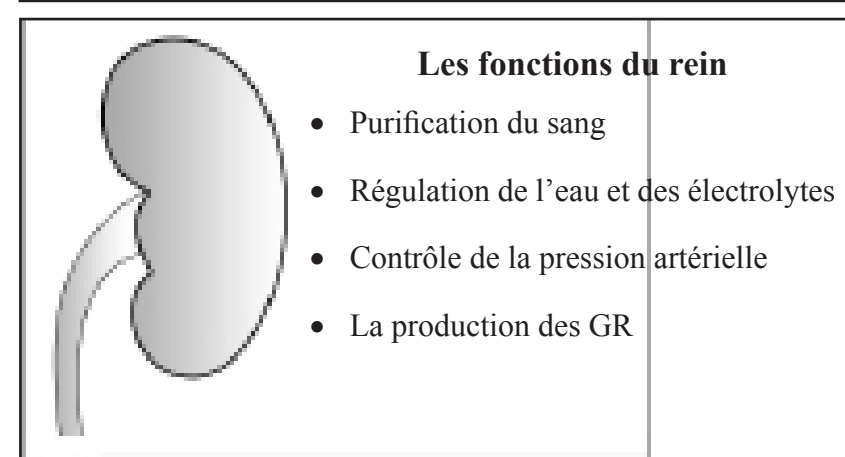 Les fonctions du rein
• Purification du sang
• Régulation de l’eau et des électrolytes
• Contrôle de la pression artérielle
• La production des GR